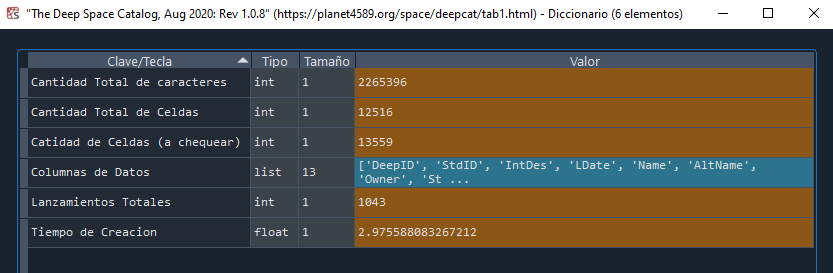 "The Deep Space Catalog, Aug 2020: Rev 1.0.8" (https://planet4589.org/space/deepcat/tab1.html) - Diccionario (6 elementos)
Clave/Tecla Tipo Tamaño Valor
Cantidad Total de caracteres int 1 2265396
Cantidad Total de Celdas int 1 12516
Catidad de Celdas (a chequear) int 1 13559
Columnas de Datos list 13 ['DeepID', 'StdID', 'IntDes', 'LDate', 'Name', 'AltName',
'Owner', 'St ...
Lanzamientos Totales int 1 1043
Tiempo de Creacion float 1 2.975588083267212